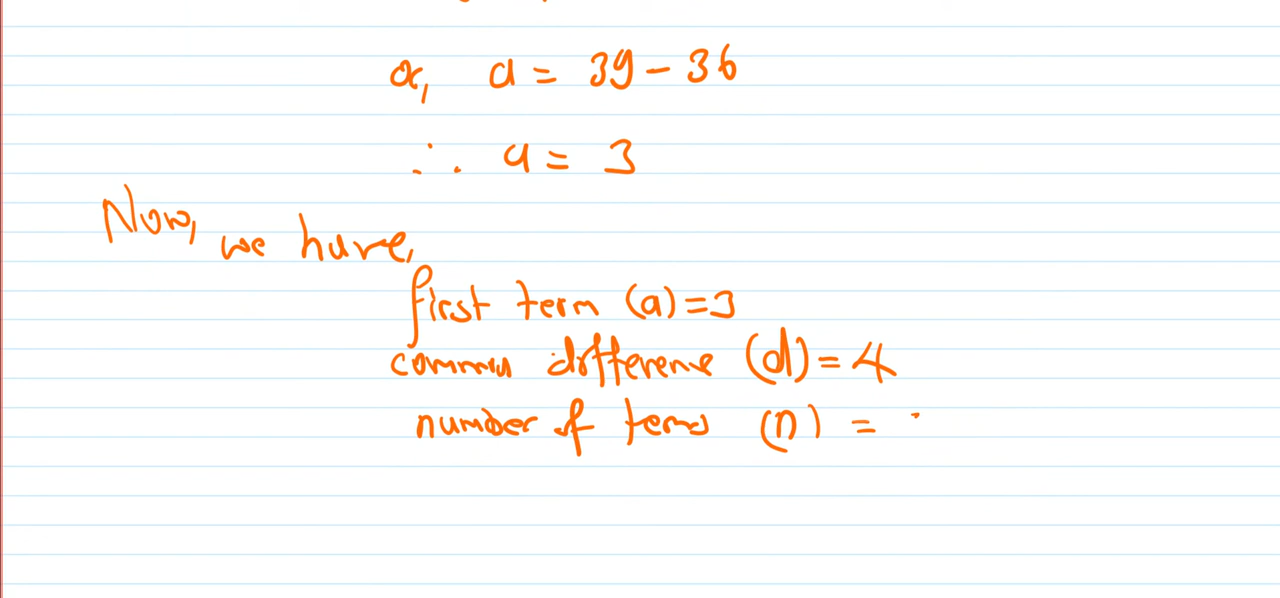 or, a = 39 - 36
∴ a = 3
Now, we have,
first term (a) = 3
common difference (d) = 4
number of terms (n) =